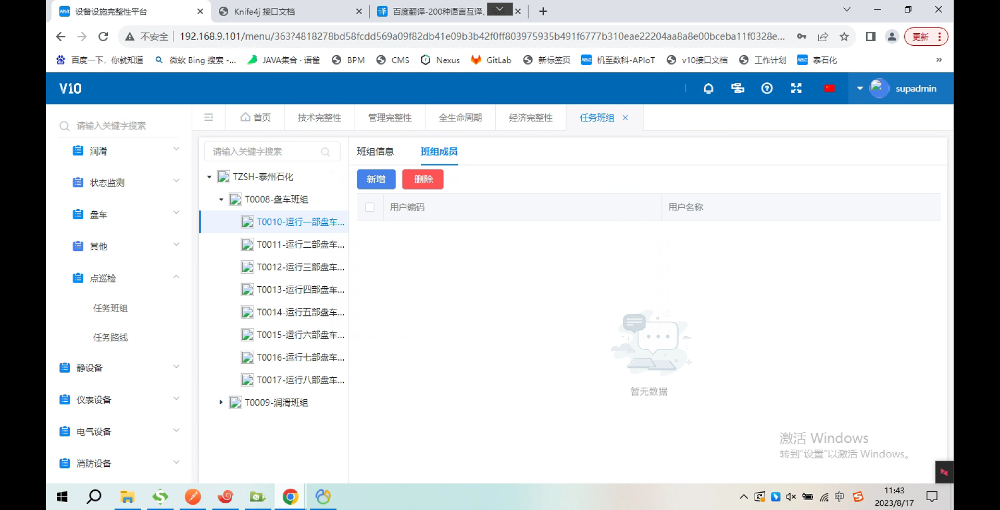 设备设施完整性平台
Knife4j 接口文档
百度翻译-200种语言互译、
不安全
192.168.9.101/menu/363?4818278bd58fcdd569a09f82db41e09b3b42f0ff803975935b491f6777b310eae22204aa8a8e00bceba11f0328e...
更新
百度一下，你就知道
微软 Bing 搜索 -...
JAVA集合 · 语雀
BPM
CMS
Nexus
GitLab
新标签页
机至数科-APIoT
v10接口文档
工作计划
泰石化
V10
supadmin
请输入关键字搜索
润滑
状态监测
盘车
其他
点巡检
任务班组
任务路线
静设备
仪表设备
电气设备
消防设备
首页
技术完整性
管理完整性
全生命周期
经济完整性
任务班组
请输入关键字搜索
TZSH-泰州石化
T0008-盘车班组
T0010-运行一部盘车...
T0011-运行二部盘车...
T0012-运行三部盘车...
T0013-运行四部盘车...
T0014-运行五部盘车...
T0015-运行六部盘车...
T0016-运行七部盘车...
T0017-运行八部盘车...
T0009-润滑班组
班组信息
班组成员
新增
删除
用户编码
用户名称
暂无数据
激活 Windows
转到"设置"以激活 Windows。
中
11:43
2023/8/17